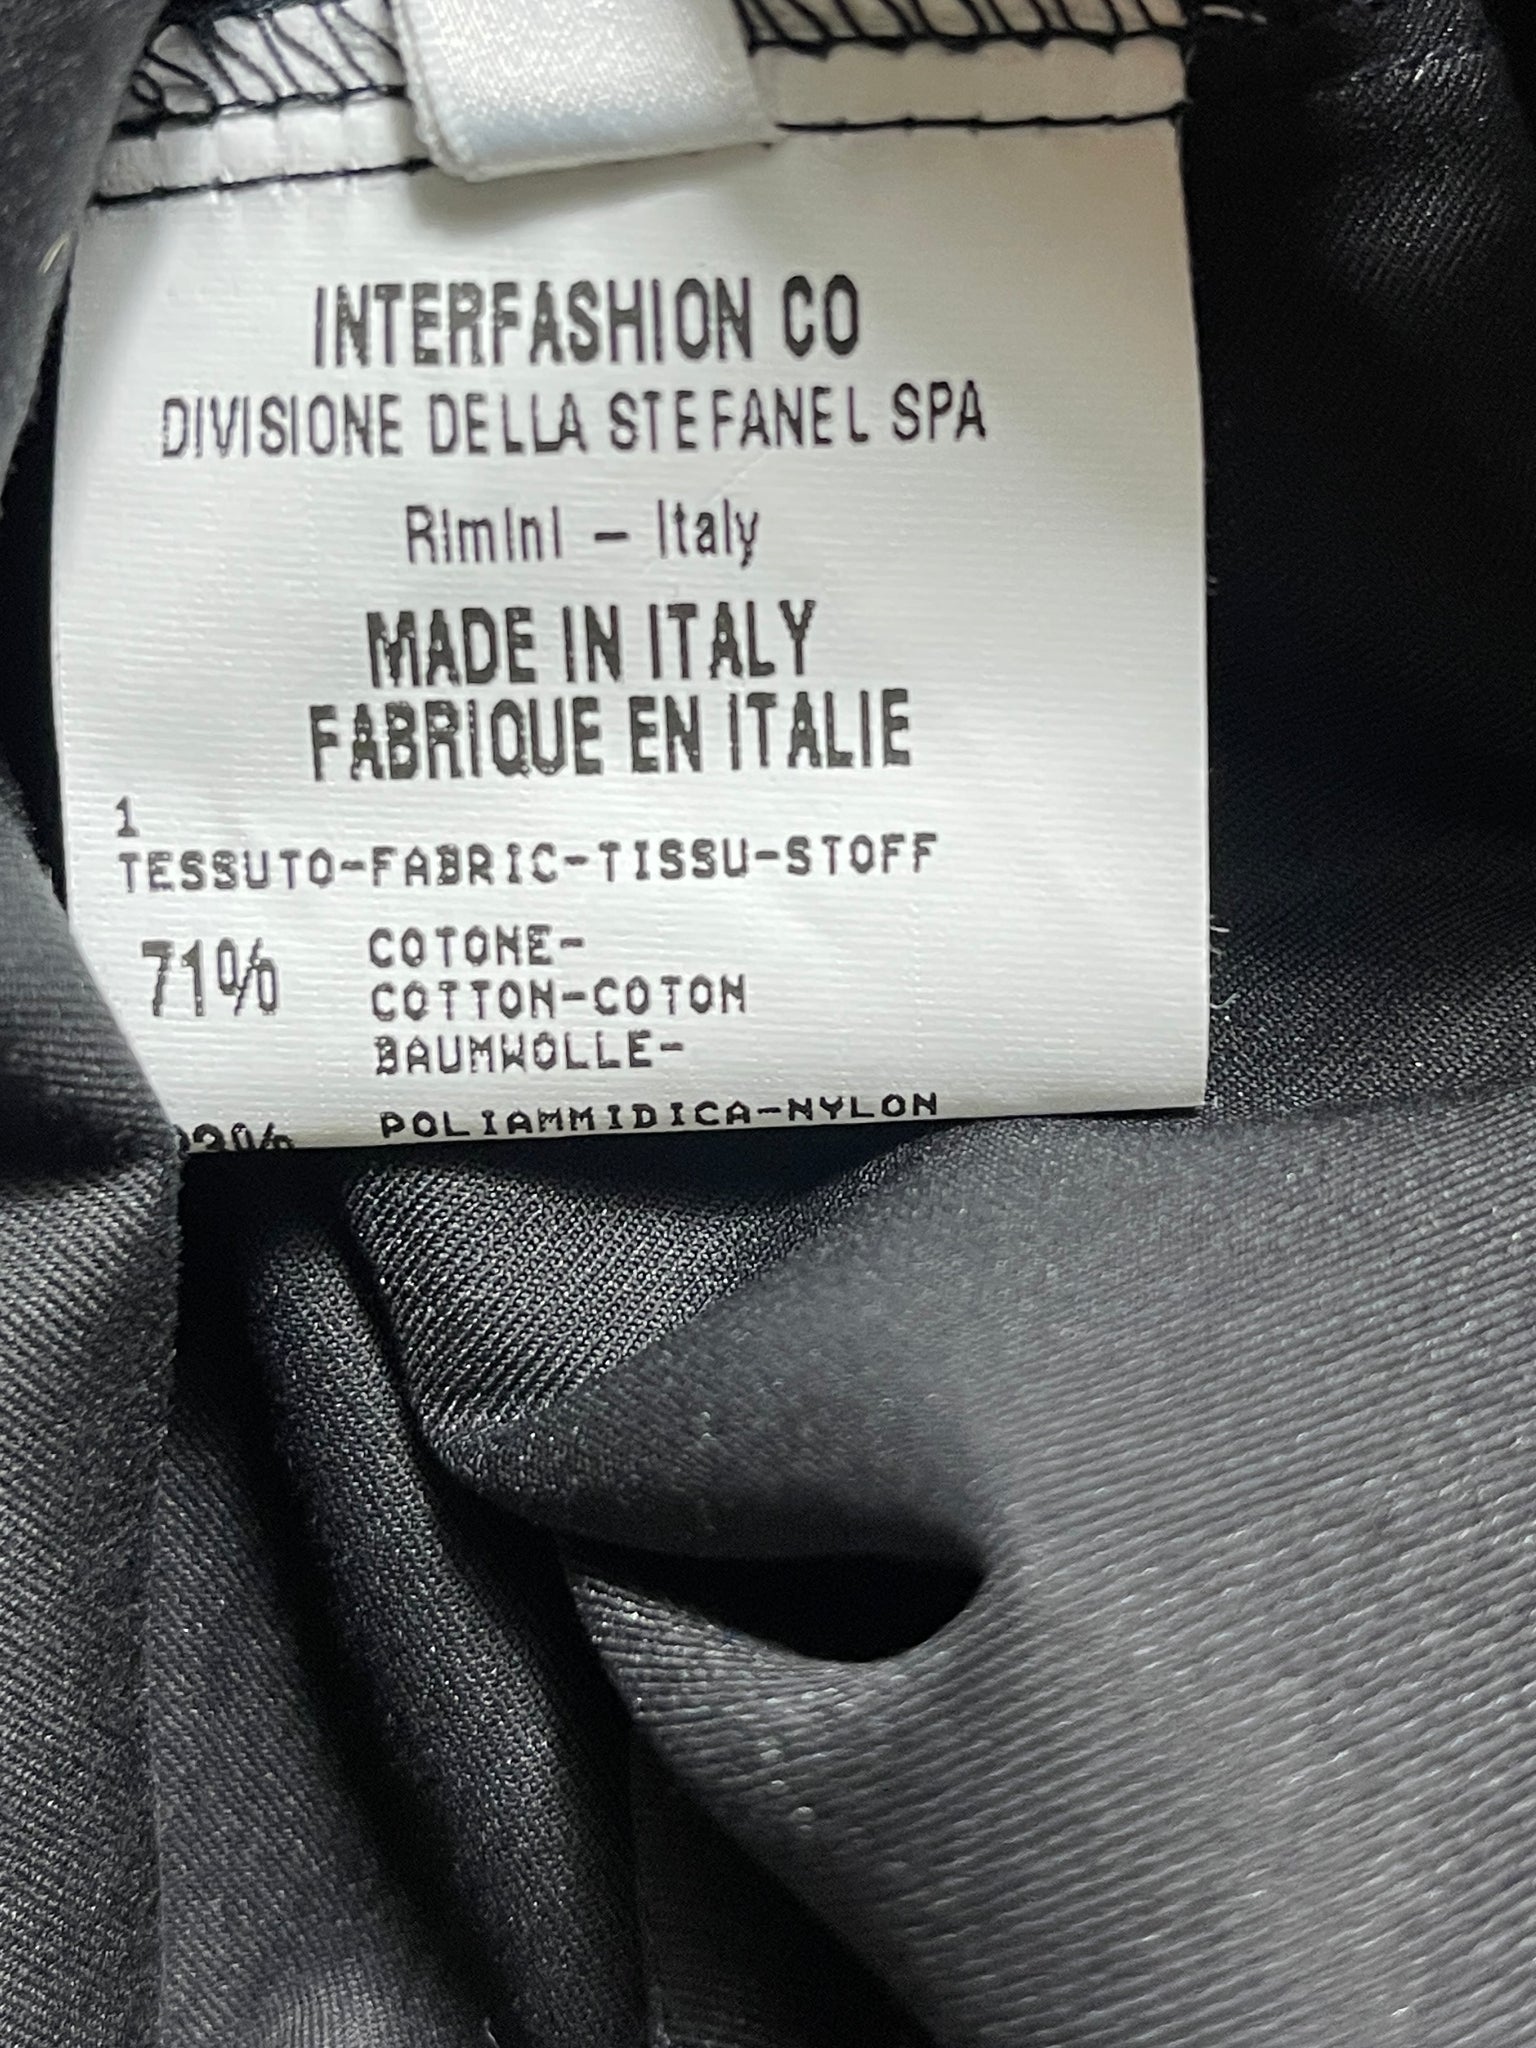 INTERFASHION CO
DIVISIONE DELLA STEFANEL SPA
Rimini - Italy
MADE IN ITALY
FABRIQUE EN ITALIE
1
TESSUTO-FABRIC-TISSU-STOFF
71% COTONE-
COTTON-COTON
BAUMWOLLE-
POLIAMMIDICA-NYLON